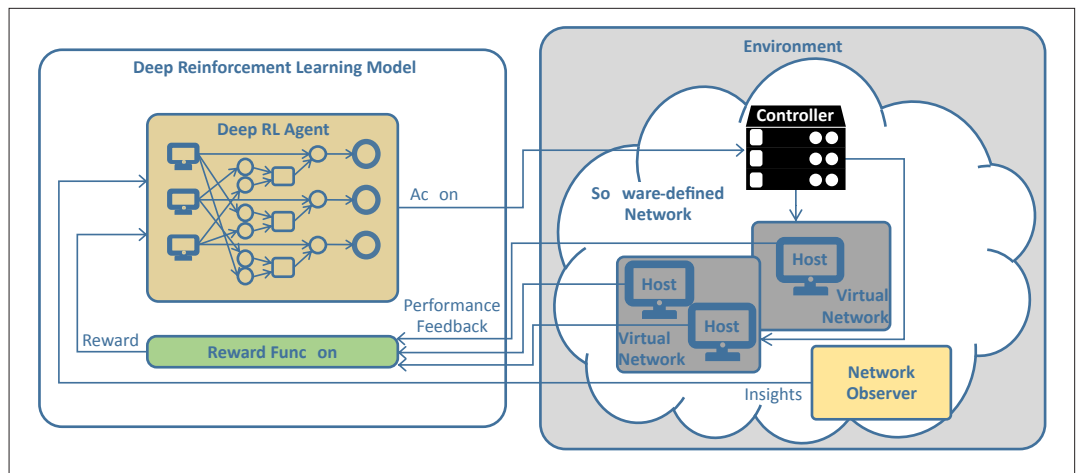 Deep Reinforcement Learning Model
Deep RL Agent
Ac on
Performance
Feedback
Reward
Reward Func on
Environment
Controller
So ware-defined
Network
Host
Virtual
Network
Host
Host
Virtual
Network
Insights
Network
Observer